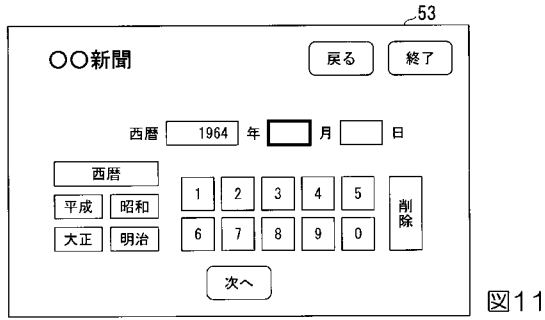 53
○○新聞 戻る 終了
西暦 1964 年 月 日
西暦
平成 昭和 1 2 3 4 5 削除
大正 明治 6 7 8 9 0
次へ
図11